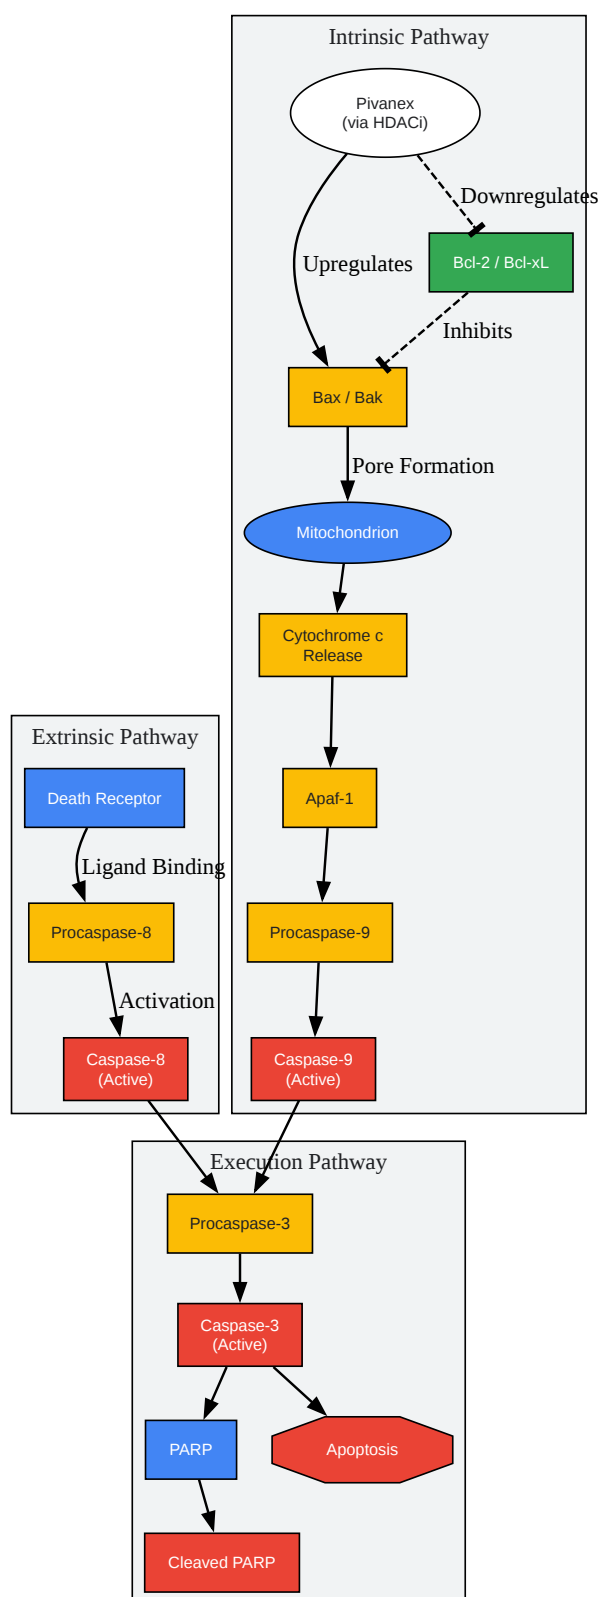 Intrinsic Pathway
Pivanex
(via HDACi)
Downregulates
Bcl-2 / Bcl-xL
Upregulates
Inhibits
Bax / Bak
Pore Formation
Mitochondrion
Cytochrome c
Release
Extrinsic Pathway
Death Receptor
Apaf-1
Ligand Binding
Procaspase-8
Procaspase-9
Activation
Caspase-8
(Active)
Caspase-9
(Active)
Execution Pathway
Procaspase-3
Caspase-3
(Active)
PARP
Apoptosis
Cleaved PARP